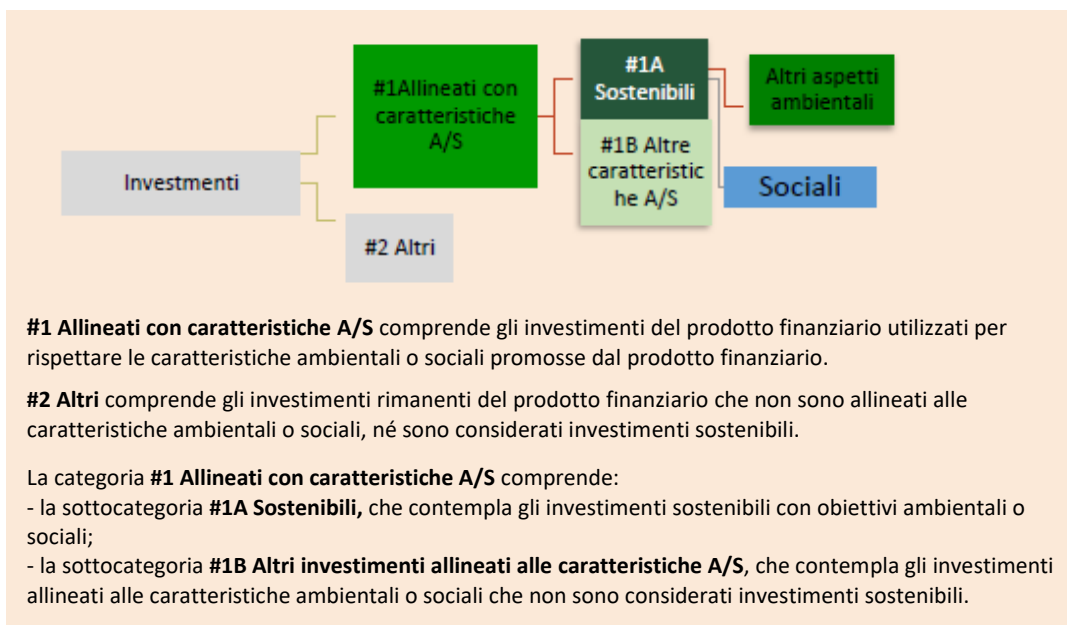 #1Allineati con
caratteristiche
A/S
#1A
Sostenibili
Altri aspetti
ambientali
#1B Altre
caratteristic
he A/S
Investimenti
Sociali
#2 Altri
#1 Allineati con caratteristiche A/S comprende gli investimenti del prodotto finanziario utilizzati per
rispettare le caratteristiche ambientali o sociali promosse dal prodotto finanziario.
#2 Altri comprende gli investimenti rimanenti del prodotto finanziario che non sono allineati alle
caratteristiche ambientali o sociali, né sono considerati investimenti sostenibili.
La categoria #1 Allineati con caratteristiche A/S comprende:
- la sottocategoria #1A Sostenibili, che contempla gli investimenti sostenibili con obiettivi ambientali o
sociali;
- la sottocategoria #1B Altri investimenti allineati alle caratteristiche A/S, che contempla gli investimenti
allineati alle caratteristiche ambientali o sociali che non sono considerati investimenti sostenibili.